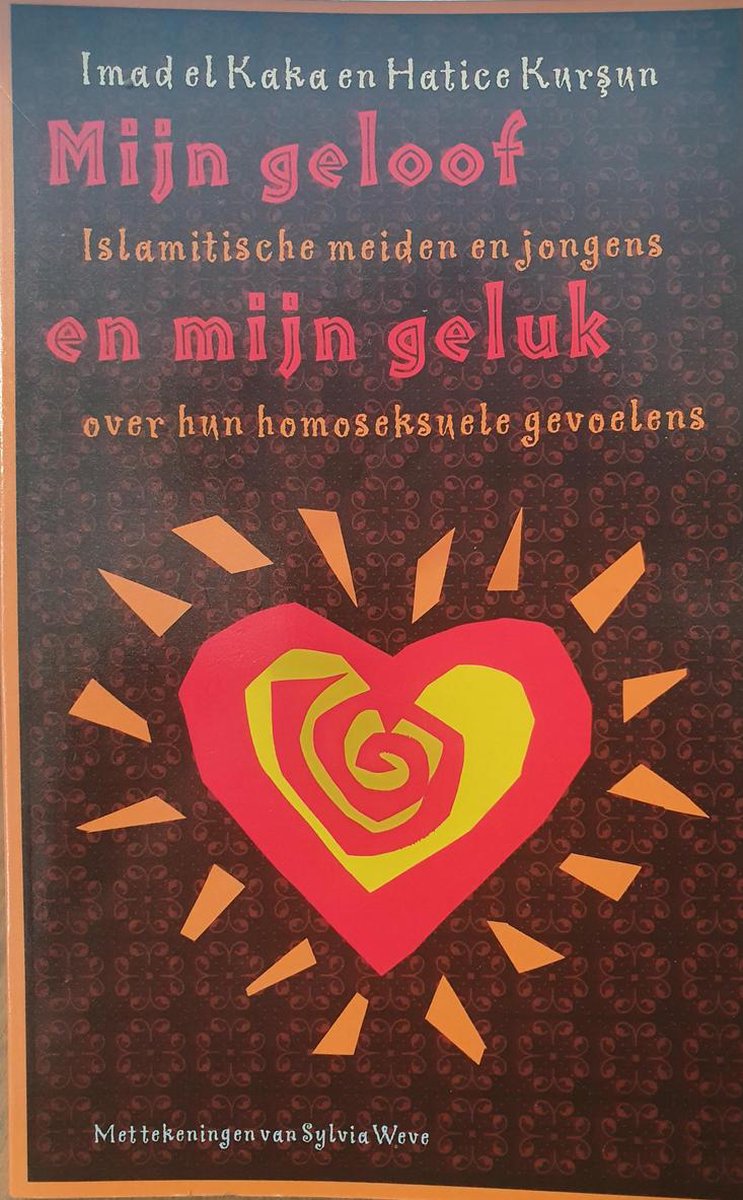 Imad el Kaka en Hatice Kurşun
Mijn geloof
Islamitische meiden en jongens
en mijn geluk
over hun homoseksuele gevoelens
Met tekeningen van Sylvia Weve